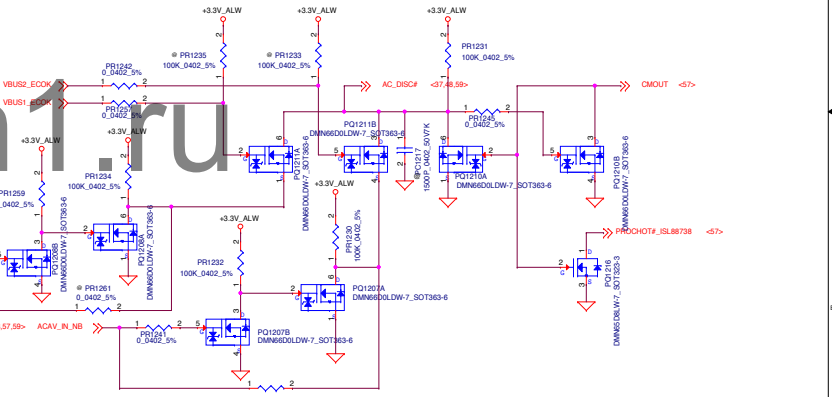 +3.3V_ALW
+3.3V_ALW
+3.3V_ALW
@ PR1235
100K_0402_5%
@ PR1233
100K_0402_5%
PR1231
100K_0402_5%
PR1242
0_0402_5%
VBUS2_ECOK
VBUS1_ECOK
0_0402_5%
AC_DISC#
<37,48,59>
CMOUT
<57>
PR1245
0_0402_5%
n1.ru
PQ1211B
DMN66D0LDW-7_SOT363-6
PQ1211A
DMN66D0LDW-7_SOT363-6
PC1217
1500P_0402_50V7K
PQ1210A
DMN66D0LDW-7_SOT363-6
PQ1210B
DMN66D0LDW-7_SOT363-6
+3.3V_ALW
+3.3V_ALW
PR1259
_0402_5%
PR1234
100K_0402_5%
PQ1208B
DMN66D0LDW-7_SOT363-6
PQ1208A
DMN66D0LDW-7_SOT363-6
+3.3V_ALW
+3.3V_ALW
PR1232
100K_0402_5%
PR1230
100K_0402_5%
PROCHOT#_ISL88738
<57>
PQ1216
DMN65D8LW-7_SOT323-3
@ PR1261
0_0402_5%
PQ1207A
DMN66D0LDW-7_SOT363-6
,57,59>
ACAV_IN_NB
PR1241
0_0402_5%
PQ1207B
DMN66D0LDW-7_SOT363-6